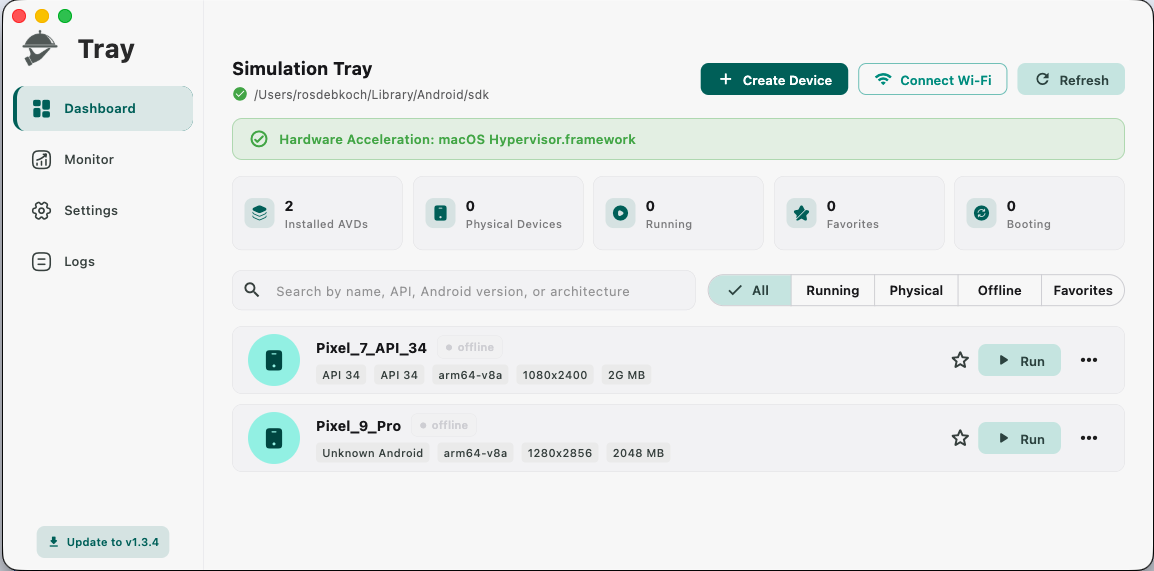 Tray
Dashboard
Monitor
Settings
Logs
Update to v1.3.4
Simulation Tray
/Users/rosdebkoch/Library/Android/sdk
Create Device
Connect Wi-Fi
Refresh
Hardware Acceleration: macOS Hypervisor.framework
2
Installed AVDs
0
Physical Devices
0
Running
0
Favorites
0
Booting
Search by name, API, Android version, or architecture
All
Running
Physical
Offline
Favorites
Pixel_7_API_34
offline
API 34
API 34
arm64-v8a
1080x2400
2G MB
Run
Pixel_9_Pro
offline
Unknown Android
arm64-v8a
1280x2856
2048 MB
Run